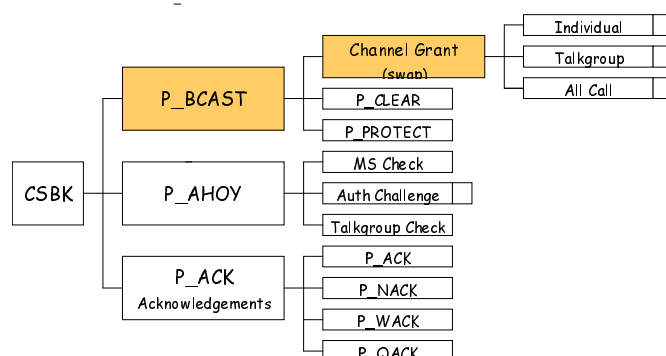 Individual
Channel Grant
(swap)
Talkgroup
P_BCAST
P_CLEAR
All Call
P_PROTECT
MS Check
CSBK
P_AHOY
Auth Challenge
Talkgroup Check
P_ACK
Acknowledgements
P_ACK
P_NACK
P_WACK
P_QACK